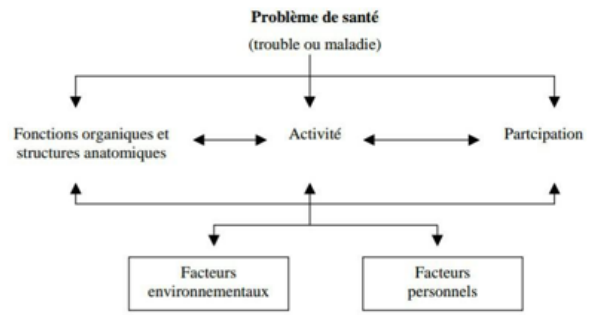 Problème de santé
(trouble ou maladie)
Fonctions organiques et
structures anatomiques
Activité
Partcipation
Facteurs
environnementaux
Facteurs
personnels